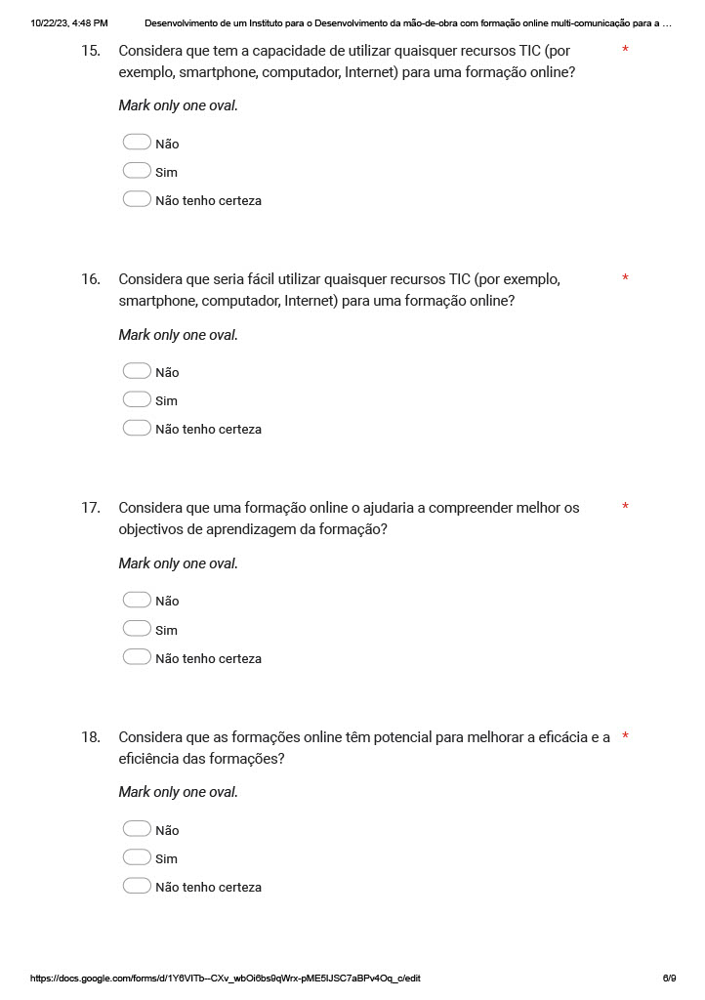 10/22/23, 4:48 PM Desenvolvimento de um Instituto para o Desenvolvimento da mão-de-obra com formação online multi-comunicação para a …
15. Considera que tem a capacidade de utilizar quaisquer recursos TIC (por *
exemplo, smartphone, computador, Internet) para uma formação online?
Mark only one oval.
Não
Sim
Não tenho certeza
16. Considera que seria fácil utilizar quaisquer recursos TIC (por exemplo, *
smartphone, computador, Internet) para uma formação online?
Mark only one oval.
Não
Sim
Não tenho certeza
17. Considera que uma formação online o ajudaria a compreender melhor os *
objectivos de aprendizagem da formação?
Mark only one oval.
Não
Sim
Não tenho certeza
18. Considera que as formações online têm potencial para melhorar a eficácia e a *
eficiência das formações?
Mark only one oval.
Não
Sim
Não tenho certeza
https://docs.google.com/forms/d/1Y6VITb--CXv_wbOi6bs9qWrx-pME5IJSC7aBPv4Oq_c/edit 6/9